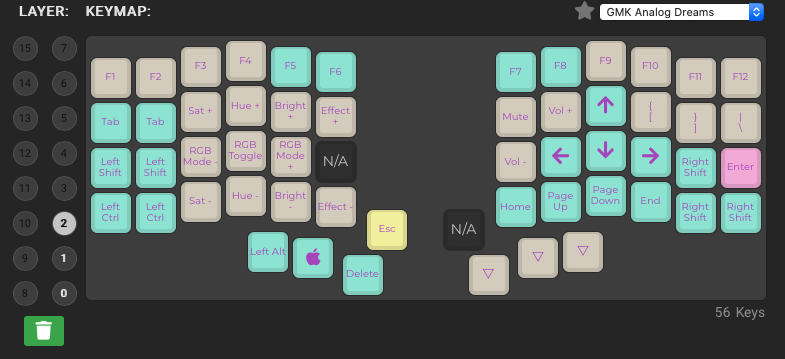 LAYER: KEYMAP: GMK Analog Dreams
15 7
14 6
13 5
12 4
11 3
10 2
9 1
8 0
F1 F2 F3 F4 F5 F6
Tab Tab Sat + Hue + Bright + Effect +
Left Shift Left Shift RGB Mode - RGB Toggle RGB Mode + N/A
Left Ctrl Left Ctrl Sat - Hue - Bright - Effect -
Left Alt Delete Esc
F7 F8 F9 F10 F11 F12
Mute Vol + { [ } ] | \
Vol - Right Shift Enter
Home Page Up Page Down End Right Shift Right Shift
N/A
56 Keys